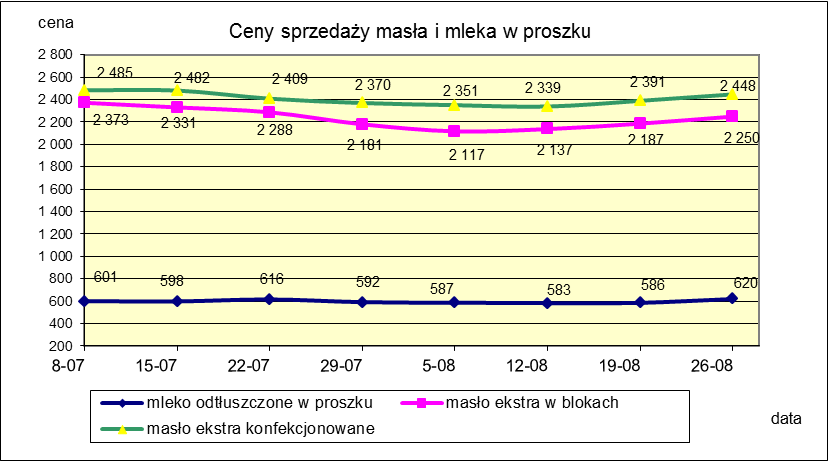 cena
Ceny sprzedaży masła i mleka w proszku
2 800
2 600
2 400
2 200
2 000
1 800
1 600
1 400
1 200
1 000
800
600
400
200
2 485 2 482 2 409 2 370 2 351 2 339 2 391 2 448
2 373 2 331 2 288 2 181 2 117 2 137 2 187 2 250
601 598 616 592 587 583 586 620
8-07 15-07 22-07 29-07 5-08 12-08 19-08 26-08
mleko odtłuszczone w proszku masło ekstra w blokach
masło ekstra konfekcjonowane
data